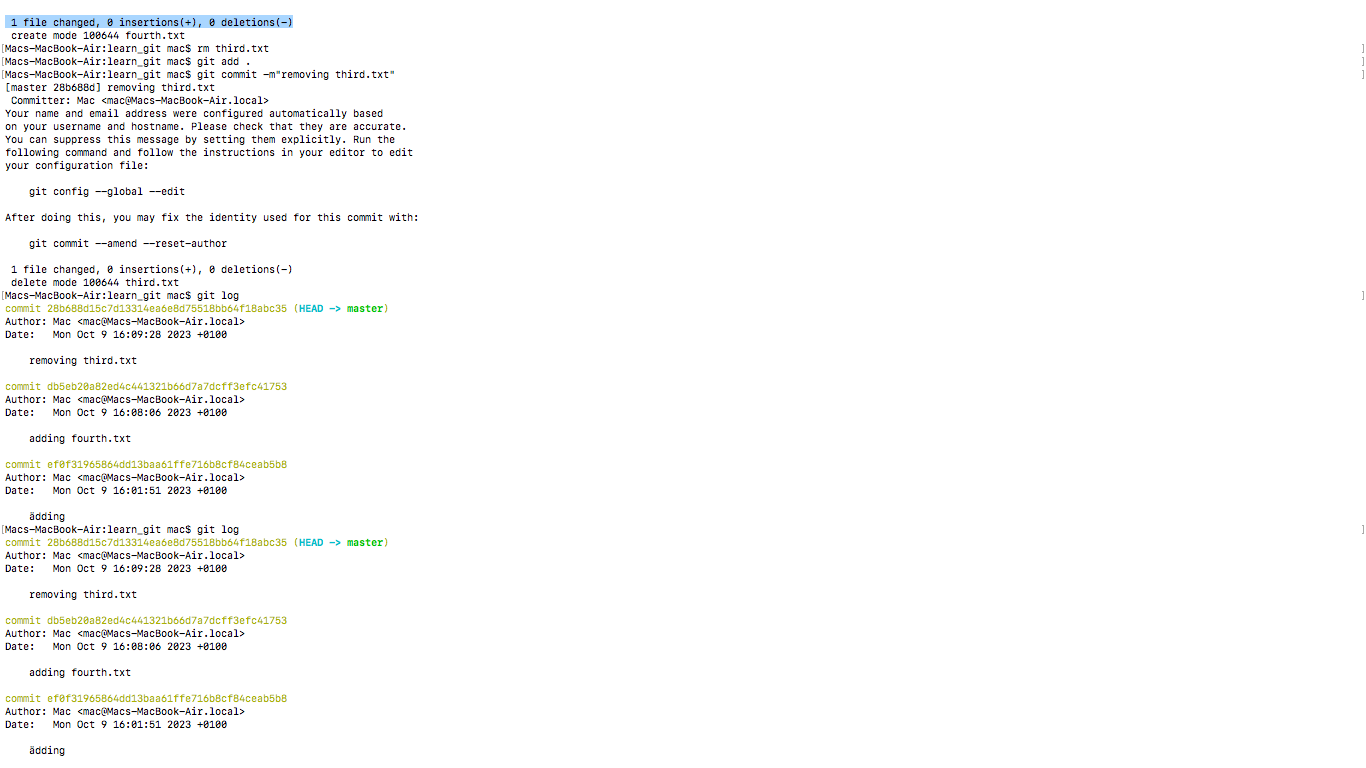 1 file changed, 0 insertions(+), 0 deletions(-)
create mode 100644 fourth.txt
[Macs-MacBook-Air:learn_git mac$ rm third.txt ]
[Macs-MacBook-Air:learn_git mac$ git add . ]
[Macs-MacBook-Air:learn_git mac$ git commit -m"removing third.txt" ]
[master 28b688d] removing third.txt
Committer: Mac <mac@Macs-MacBook-Air.local>
Your name and email address were configured automatically based
on your username and hostname. Please check that they are accurate.
You can suppress this message by setting them explicitly. Run the
following command and follow the instructions in your editor to edit
your configuration file:
git config --global --edit
After doing this, you may fix the identity used for this commit with:
git commit --amend --reset-author
1 file changed, 0 insertions(+), 0 deletions(-)
delete mode 100644 third.txt
[Macs-MacBook-Air:learn_git mac$ git log ]
commit 28b688d15c7d13314ea6e8d75518bb64f18abc35 (HEAD -> master)
Author: Mac <mac@Macs-MacBook-Air.local>
Date: Mon Oct 9 16:09:28 2023 +0100
removing third.txt
commit db5eb20a82ed4c441321b66d7a7dcff3efc41753
Author: Mac <mac@Macs-MacBook-Air.local>
Date: Mon Oct 9 16:08:06 2023 +0100
adding fourth.txt
commit ef0f31965864dd13baa61ffe716b8cf84ceab5b8
Author: Mac <mac@Macs-MacBook-Air.local>
Date: Mon Oct 9 16:01:51 2023 +0100
ädding
[Macs-MacBook-Air:learn_git mac$ git log ]
commit 28b688d15c7d13314ea6e8d75518bb64f18abc35 (HEAD -> master)
Author: Mac <mac@Macs-MacBook-Air.local>
Date: Mon Oct 9 16:09:28 2023 +0100
removing third.txt
commit db5eb20a82ed4c441321b66d7a7dcff3efc41753
Author: Mac <mac@Macs-MacBook-Air.local>
Date: Mon Oct 9 16:08:06 2023 +0100
adding fourth.txt
commit ef0f31965864dd13baa61ffe716b8cf84ceab5b8
Author: Mac <mac@Macs-MacBook-Air.local>
Date: Mon Oct 9 16:01:51 2023 +0100
ädding